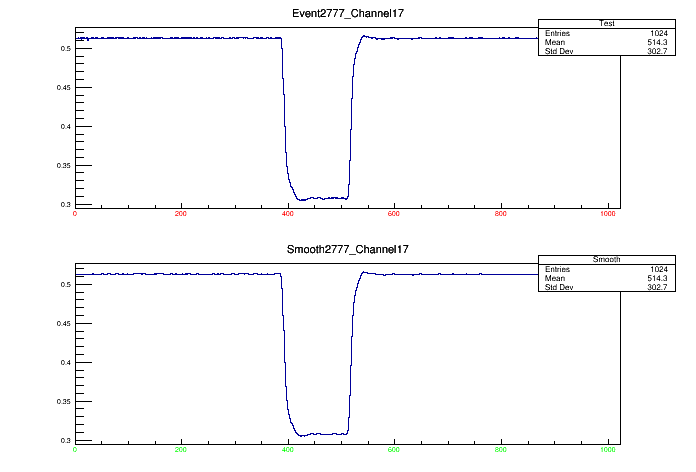 Event2777_Channel17
Test
Entries 1024
Mean 514.3
Std Dev 302.7
0.5
0.45
0.4
0.35
0.3
0 200 400 600 800 1000
Smooth2777_Channel17
Smooth
Entries 1024
Mean 514.3
Std Dev 302.7
0.5
0.45
0.4
0.35
0.3
0 200 400 600 800 1000